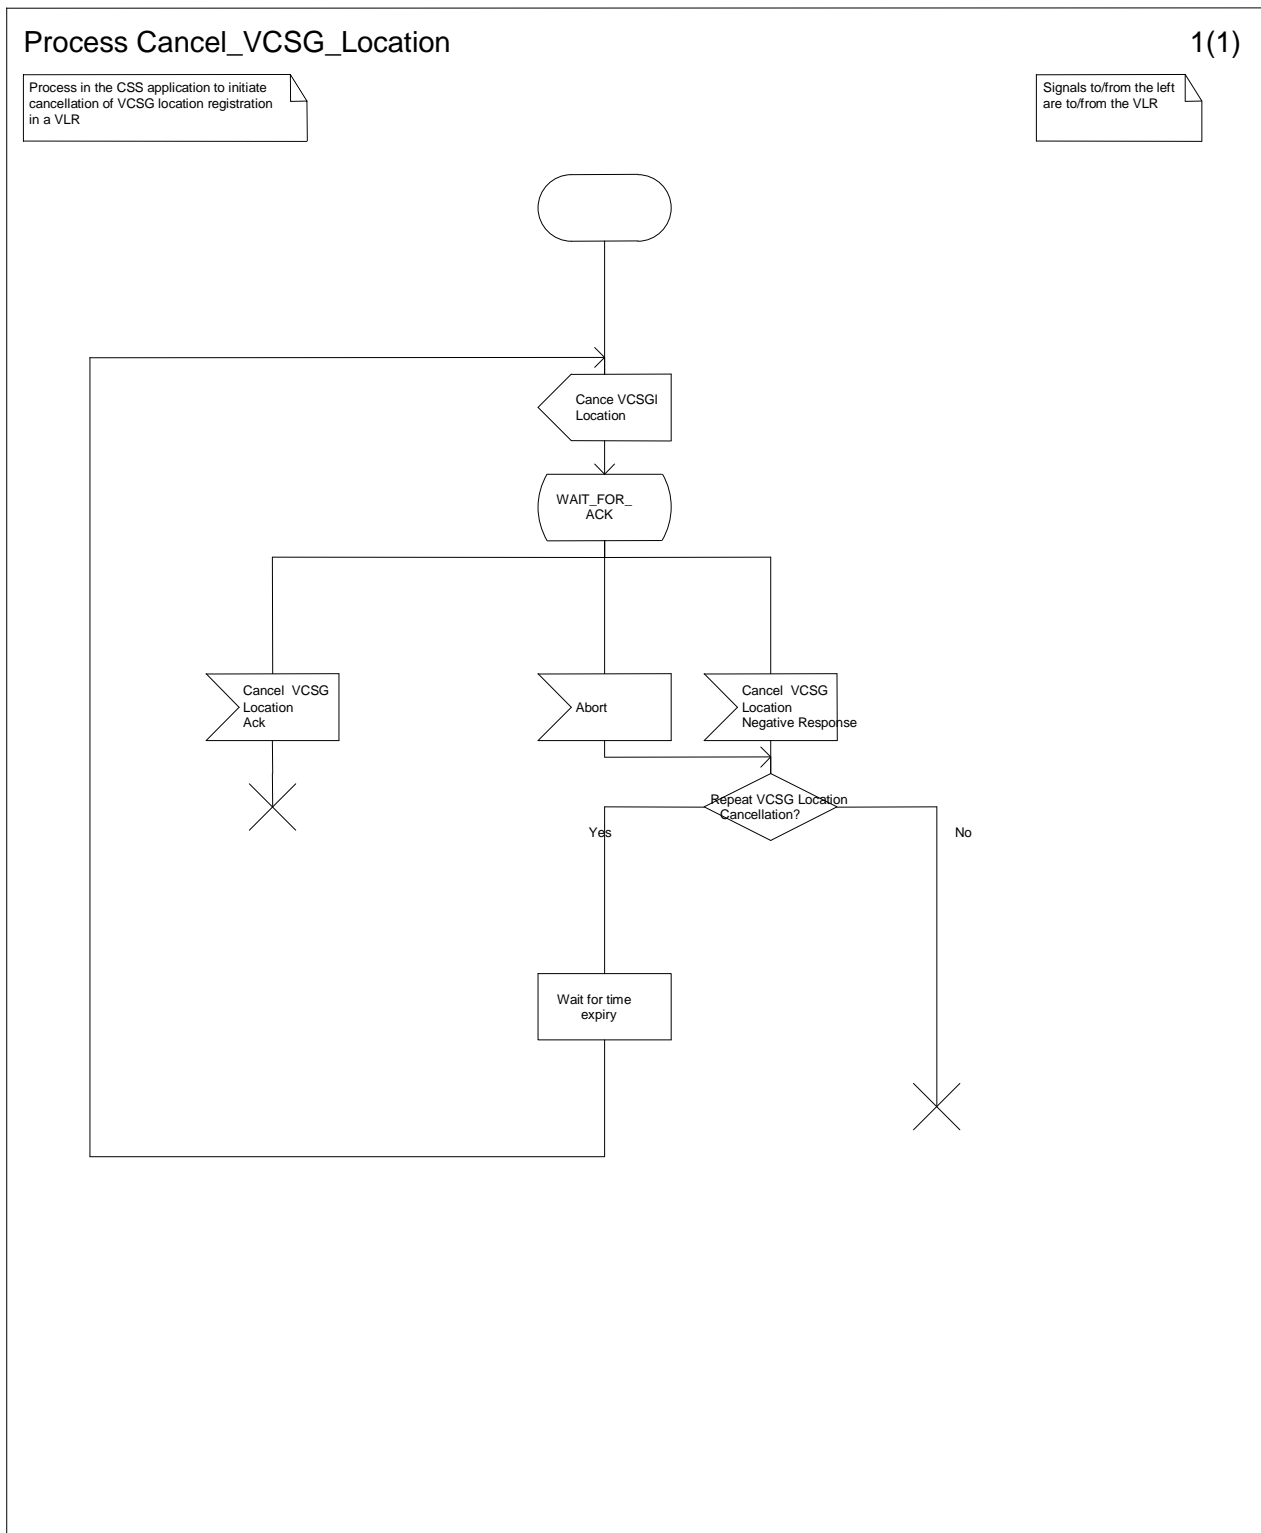 Process Cancel_VCSG_Location
1(1)
Process in the CSS application to initiate
cancellation of VCSG location registration
in a VLR
Signals to/from the left
are to/from the VLR
Cance VCSGl
Location
WAIT_FOR_
ACK
Cancel VCSG
Location
Ack
Abort
Cancel VCSG
Location
Negative Response
Repeat VCSG Location
Cancellation?
Yes
No
Wait for time
expiry